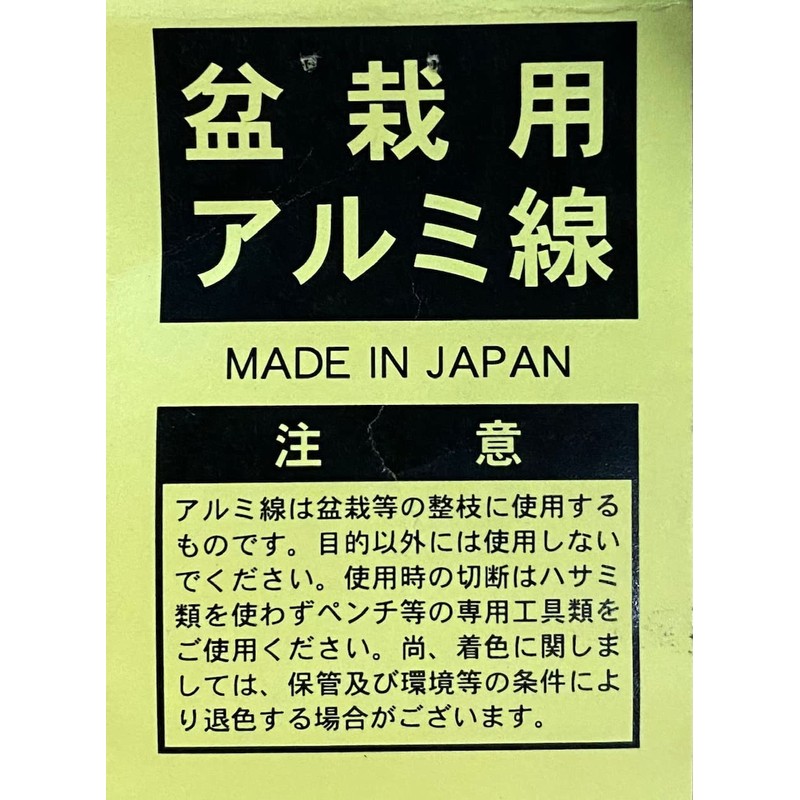 盆栽用
アルミ線
MADE IN JAPAN
注意
アルミ線は盆栽等の整枝に使用する
ものです。目的以外には使用しない
でください。使用時の切断はハサミ
類を使わずペンチ等の専用工具類を
ご使用ください。尚、着色に関しま
しては、保管及び環境等の条件によ
り退色する場合がございます。